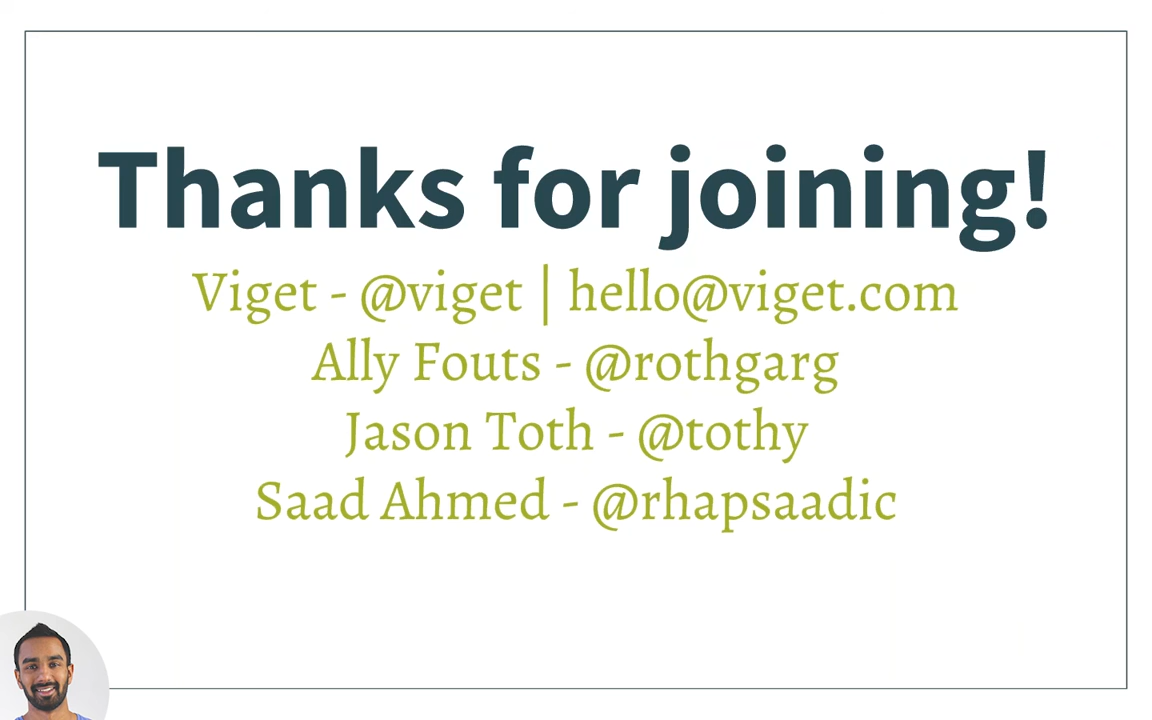 Thanks for joining!
Viget - @viget | hello@viget.com
Ally Fouts - @rothgarg
Jason Toth - @tothy
Saad Ahmed - @rhapsaadic